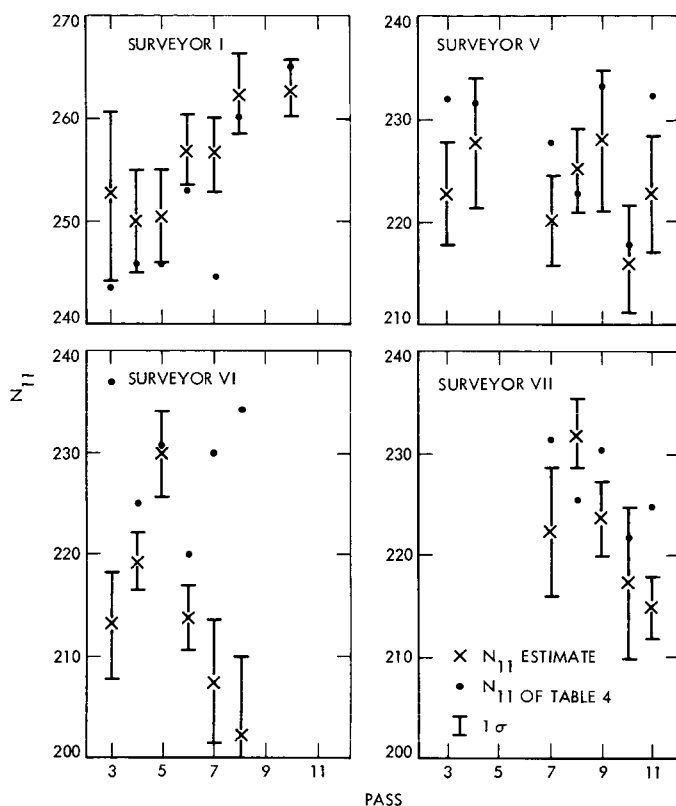 SURVEYOR I
260
250
240
SURVEYOR V
240
230
220
210
N11
SURVEYOR VI
240
230
220
210
200
3 5 7 9 11
SURVEYOR VII
240
230
220
210
200
3 5 7 9 11
× N11 ESTIMATE
• N11 OF TABLE 4
I 1 σ
PASS